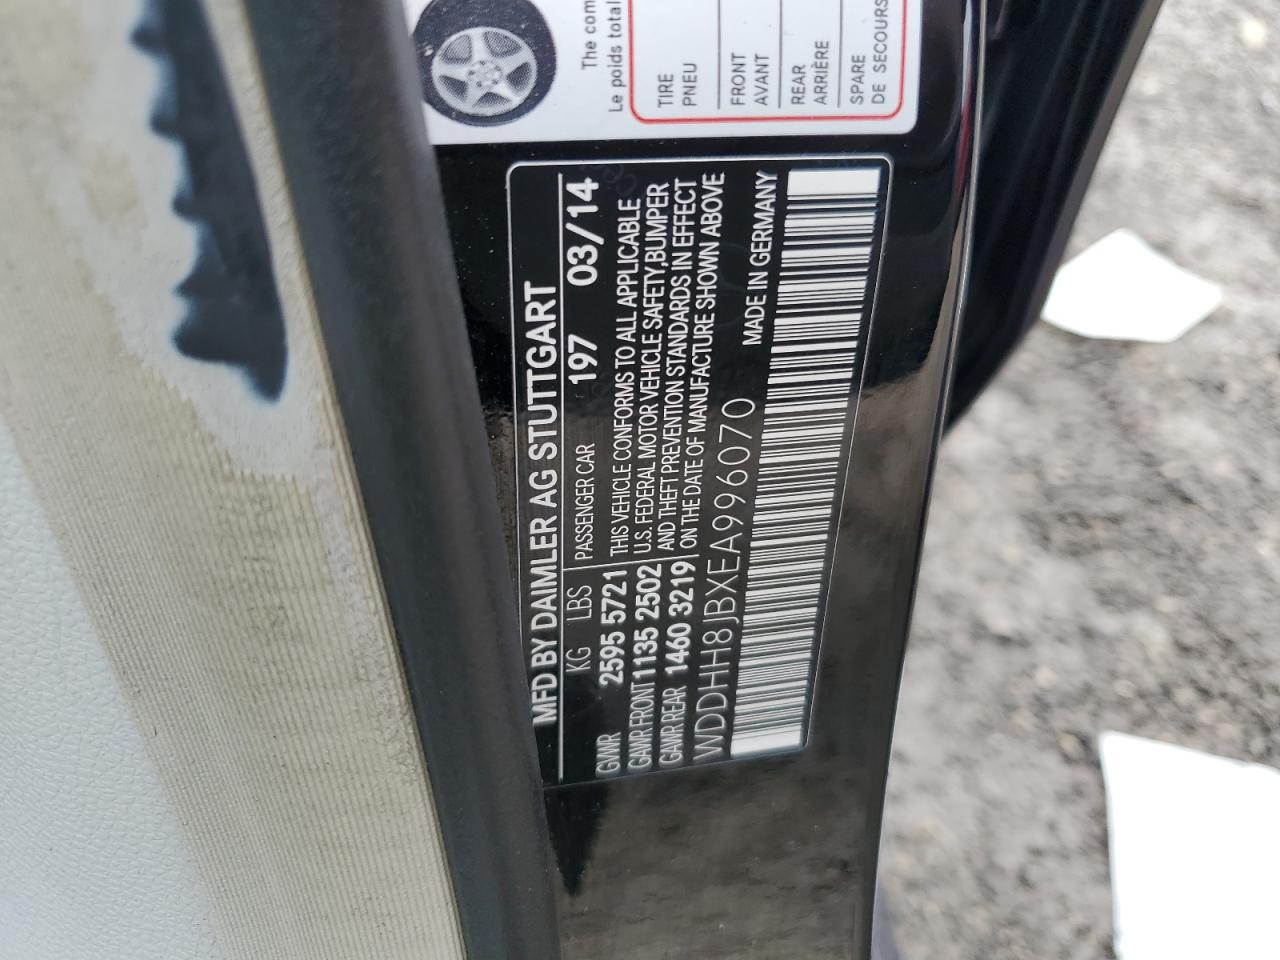 The com
Le poids total
TIRE
PNEU
FRONT
AVANT
REAR
ARRIÈRE
SPARE
DE SECOURS
MFD BY DAIMLER AG STUTTGART
KG LBS PASSENGER CAR 197 03/14
GVWR 2595 5721 THIS VEHICLE CONFORMS TO ALL APPLICABLE
GAWR FRONT 1135 2502 U.S. FEDERAL MOTOR VEHICLE SAFETY,BUMPER
GAWR REAR 1460 3219 AND THEFT PREVENTION STANDARDS IN EFFECT
ON THE DATE OF MANUFACTURE SHOWN ABOVE
WDDHH8JBXEA996070 MADE IN GERMANY